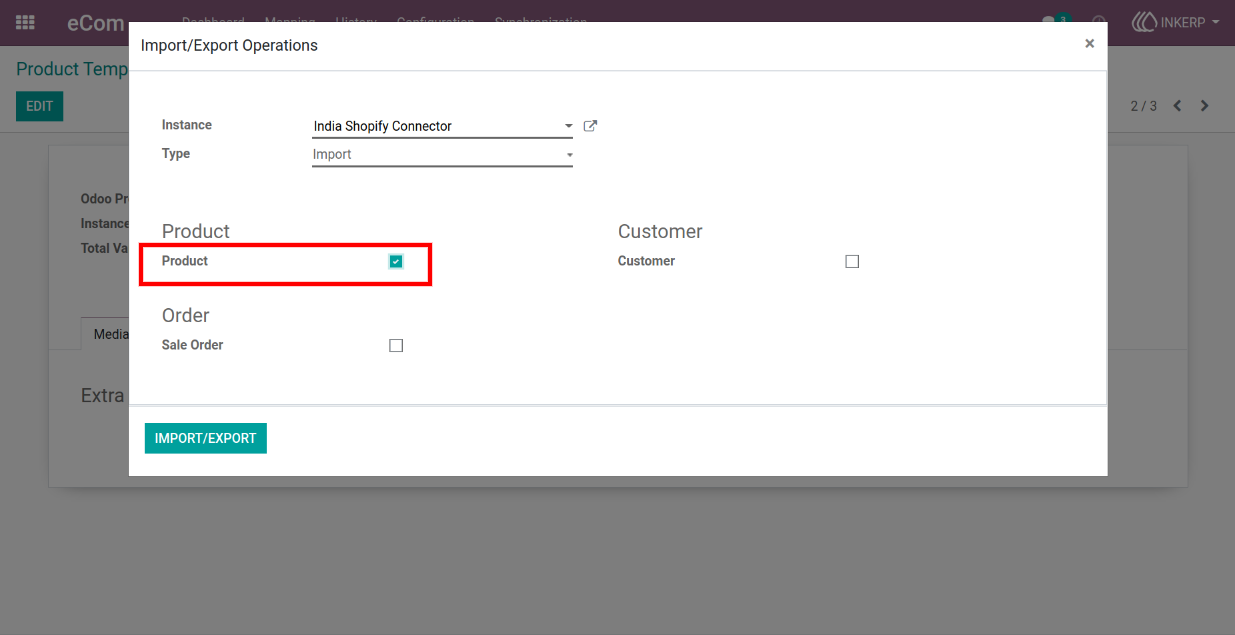 eCom
Dashboard Mapping History Configuration Synchronization
3
INKERP
Import/Export Operations
×
Product Temp
EDIT
2 / 3
Instance India Shopify Connector
Type Import
Odoo Pr
Instance
Total Va
Product
Customer
Product
Customer
Order
Sale Order
Media
Extra
IMPORT/EXPORT